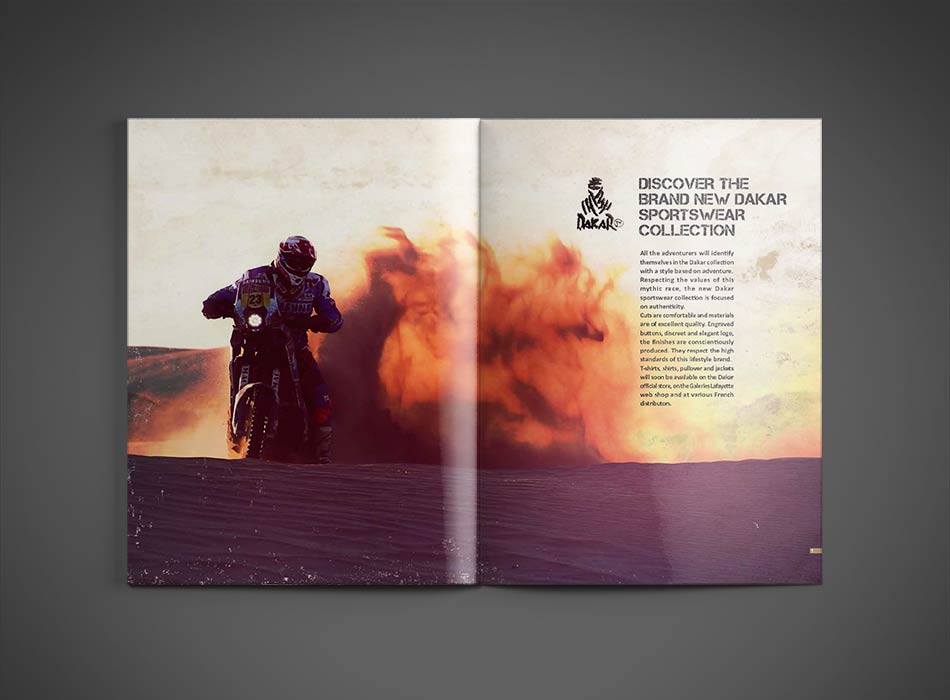 23
DAKAR
DISCOVER THE
BRAND NEW DAKAR
SPORTSWEAR
COLLECTION
All the adventurers will identify
themselves in the Dakar collection
with a style based on adventure.
Respecting the values of this
mythic race, the new Dakar
sportswear collection is focused
on authenticity.
Cuts are comfortable and materials
are of excellent quality. Engraved
buttons, discreet and elegant logo,
the finishes are conscientiously
produced. They respect the high
standards of this lifestyle brand.
T-shirts, shirts, pullover and jackets
will soon be available on the Dakar
official store, on the Galeries Lafayette
web shop and at various French
distributors.